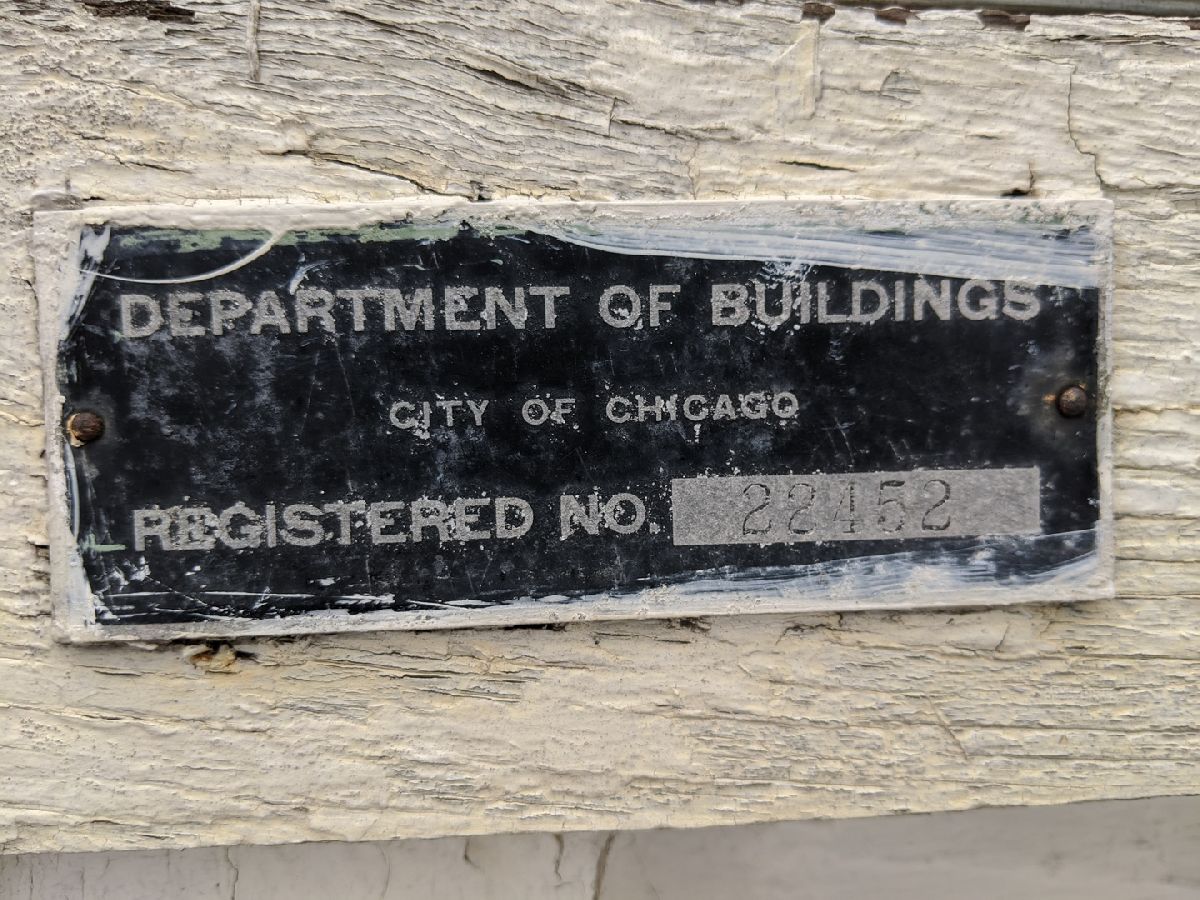 DEPARTMENT OF BUILDINGS
CITY OF CHICAGO
REGISTERED NO. 22452